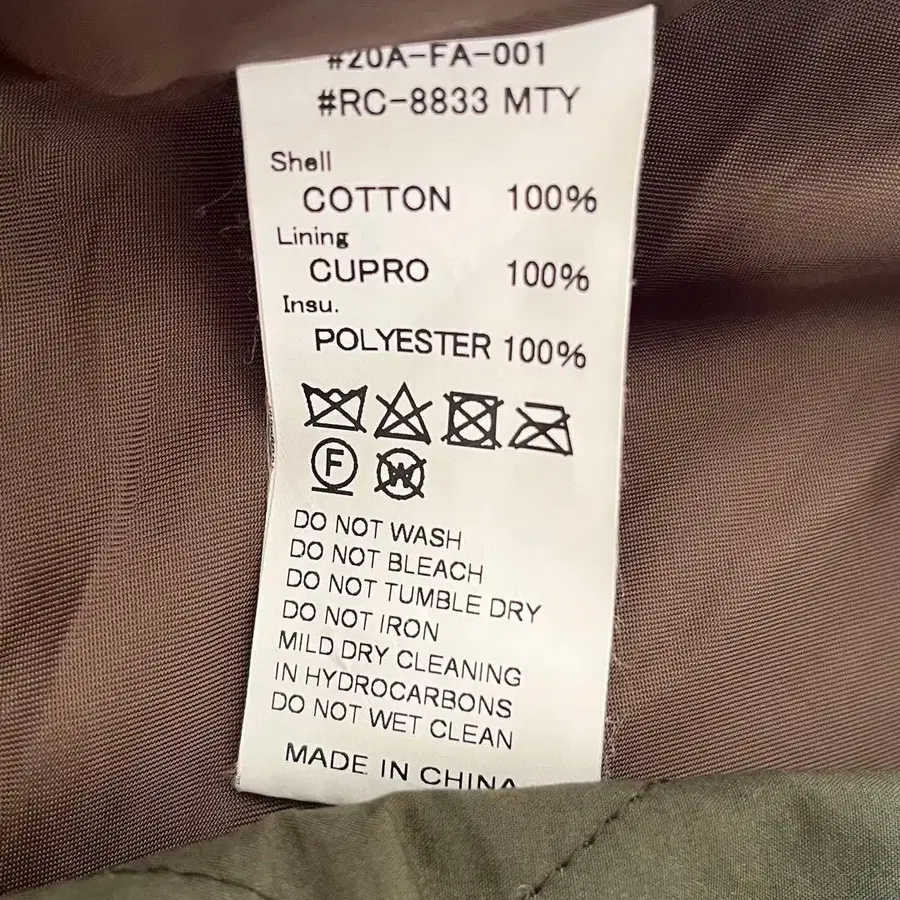 #20A-FA-001
#RC-8833 MTY
Shell
COTTON 100%
Lining
CUPRO 100%
Insu.
POLYESTER 100%
F W
DO NOT WASH
DO NOT BLEACH
DO NOT TUMBLE DRY
DO NOT IRON
MILD DRY CLEANING
IN HYDROCARBONS
DO NOT WET CLEAN
MADE IN CHINA